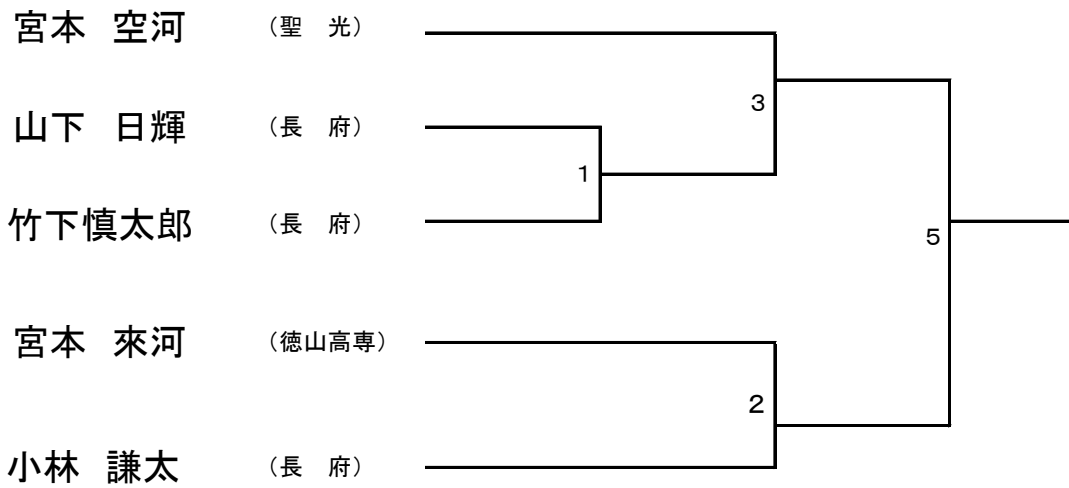 宮本　空河　（聖　光）
3
山下　日輝　（長　府）
1
竹下慎太郎　（長　府）
5
宮本　來河　（徳山高専）
2
小林　謙太　（長　府）